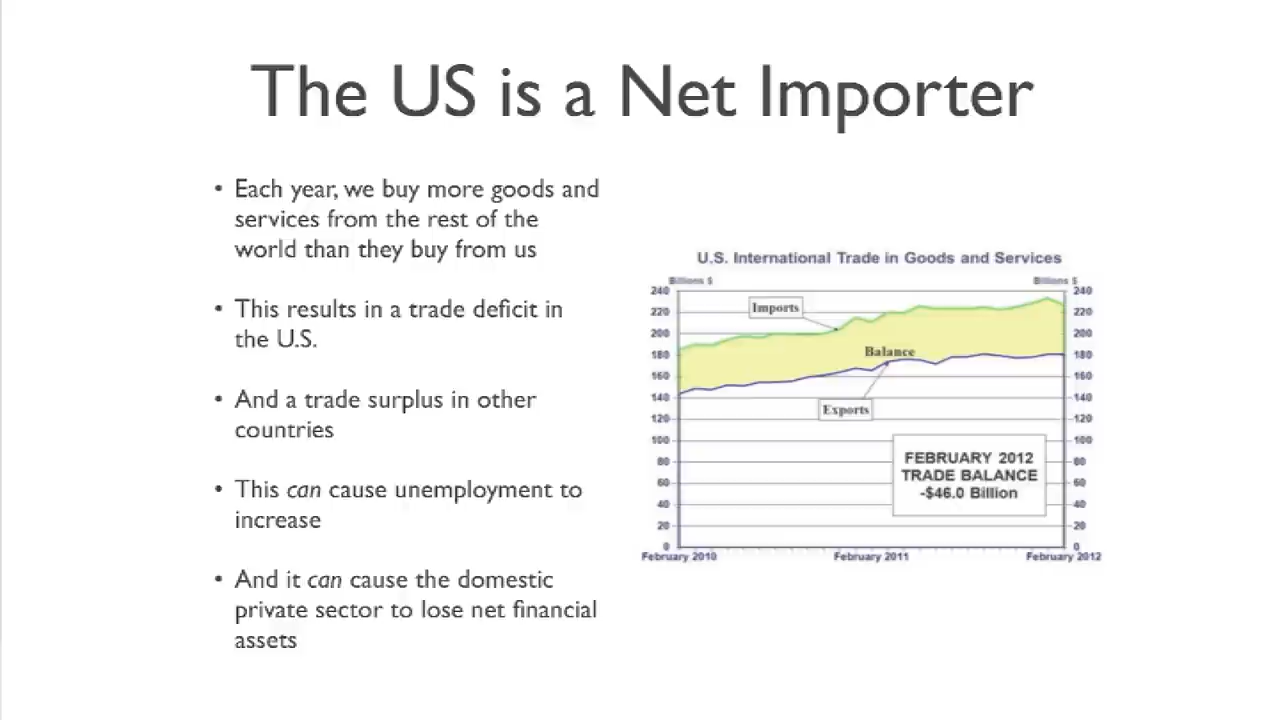 The US is a Net Importer
• Each year, we buy more goods and
services from the rest of the
world than they buy from us
• This results in a trade deficit in
the U.S.
• And a trade surplus in other
countries
• This can cause unemployment to
increase
• And it can cause the domestic
private sector to lose net financial
assets
U.S. International Trade in Goods and Services
Billions $ Billions $
240 240
220 220
200 200
180 180
160 160
140 140
120 120
100 100
80 80
60 60
40 40
20 20
0 0
Imports
Balance
Exports
FEBRUARY 2012
TRADE BALANCE
-$46.0 Billion
February 2010 February 2011 February 2012